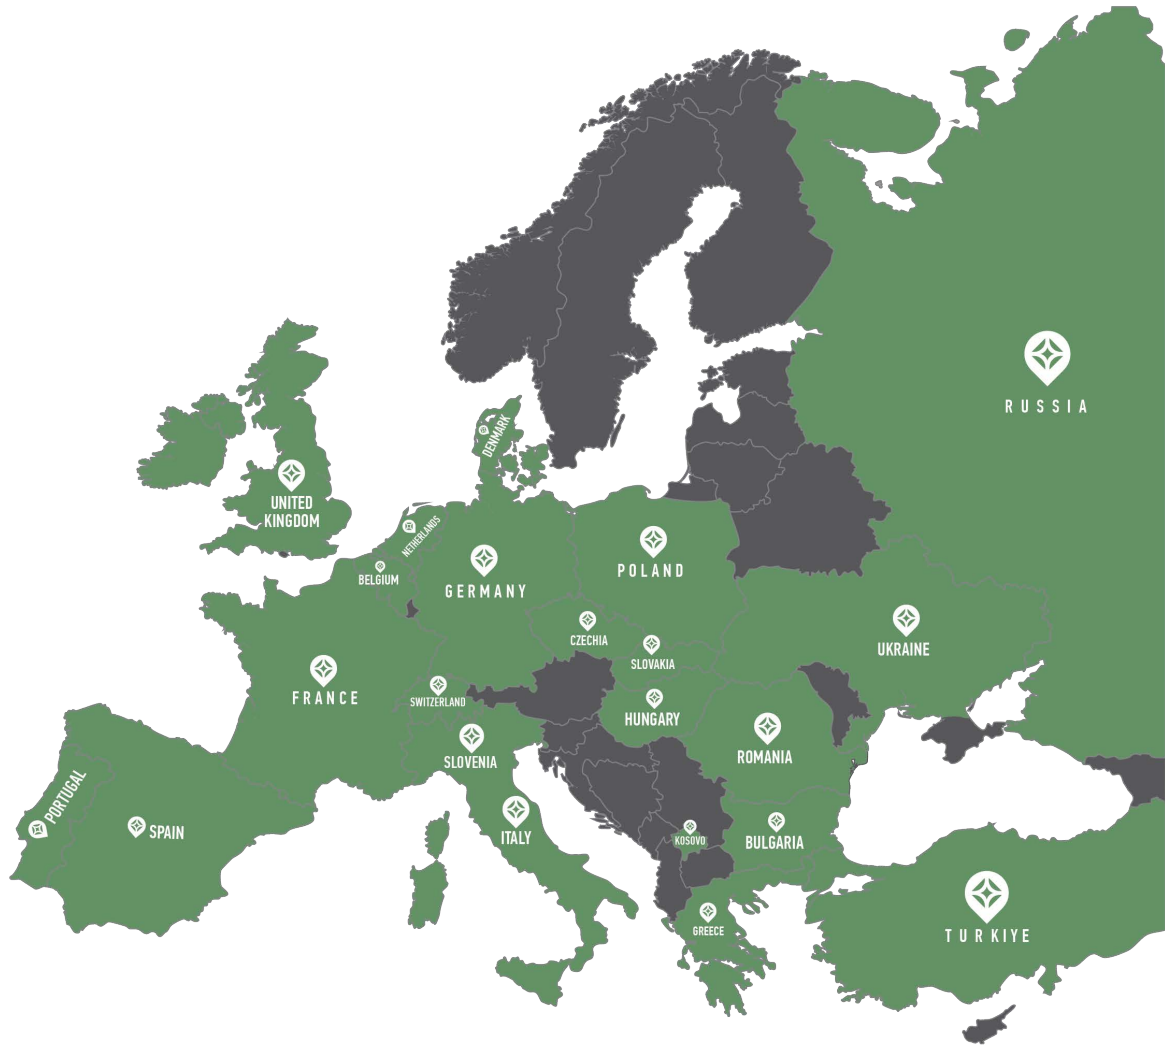 RUSSIA
DENMARK
UNITED
KINGDOM
NETHERLANDS
BELGIUM
POLAND
GERMANY
CZECHIA
UKRAINE
SLOVAKIA
FRANCE
SWITZERLAND
HUNGARY
ROMANIA
SLOVENIA
PORTUGAL
SPAIN
ITALY
KOSOVO
BULGARIA
GREECE
TURKIYE